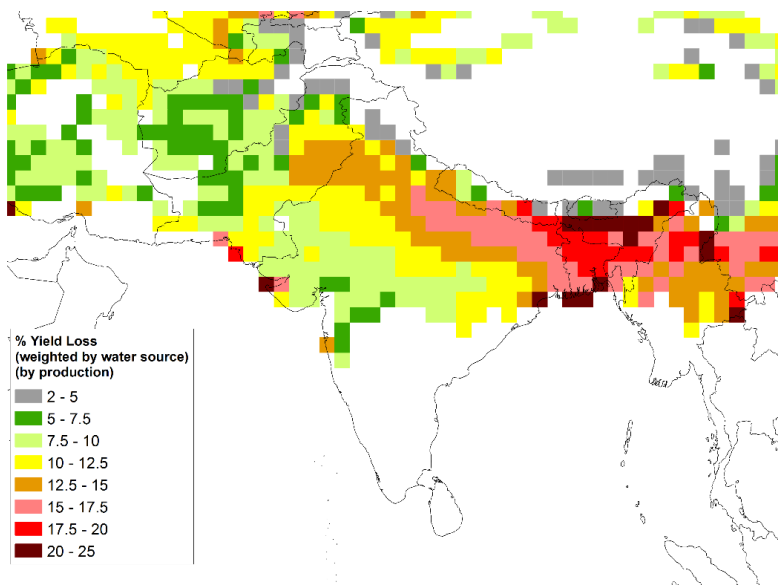 % Yield Loss
(weighted by water source)
(by production)
2 - 5
5 - 7.5
7.5 - 10
10 - 12.5
12.5 - 15
15 - 17.5
17.5 - 20
20 - 25